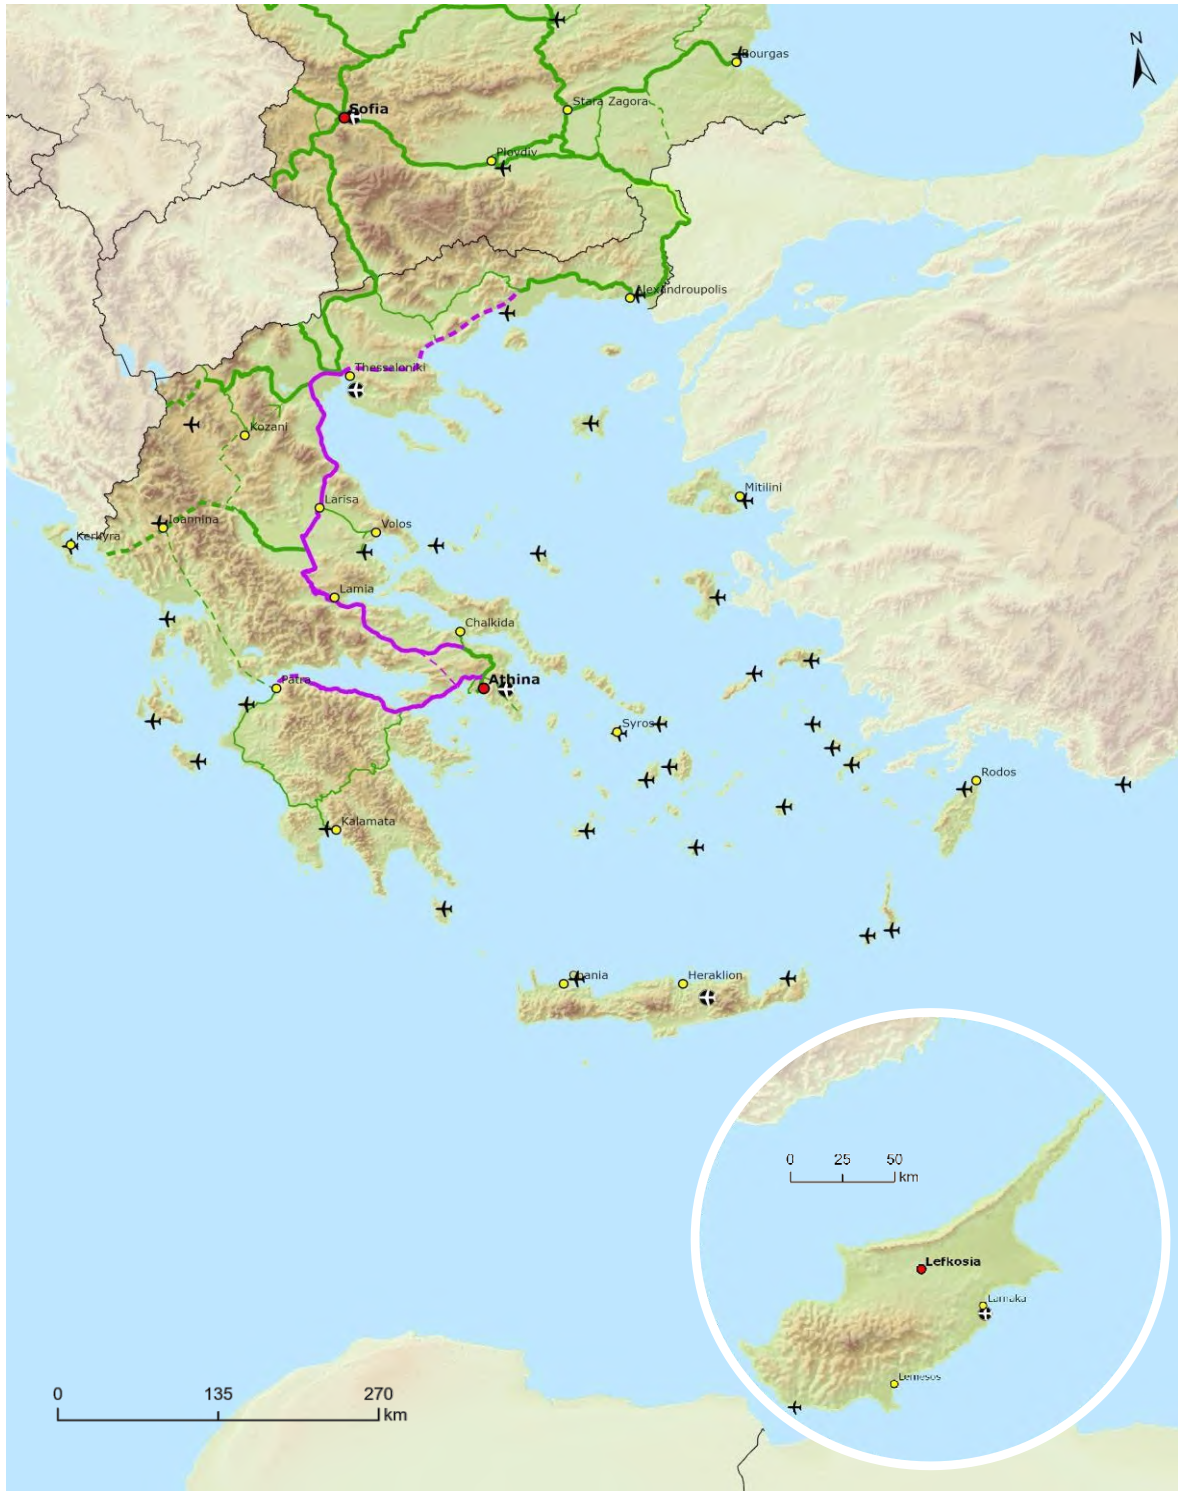 N
Bourgas
Stara Zagora
Sofia
Plovdiv
Alexandroupolis
Thessaloniki
Kozani
Mitilini
Larisa
Ioannina
Volos
Kerkyra
Lamia
Chalkida
Patra
Athina
Syros
Rodos
Kalamata
Chania
Heraklion
0 25 50
km
Lefkosia
Larnaka
Lemesos
0 135 270
km